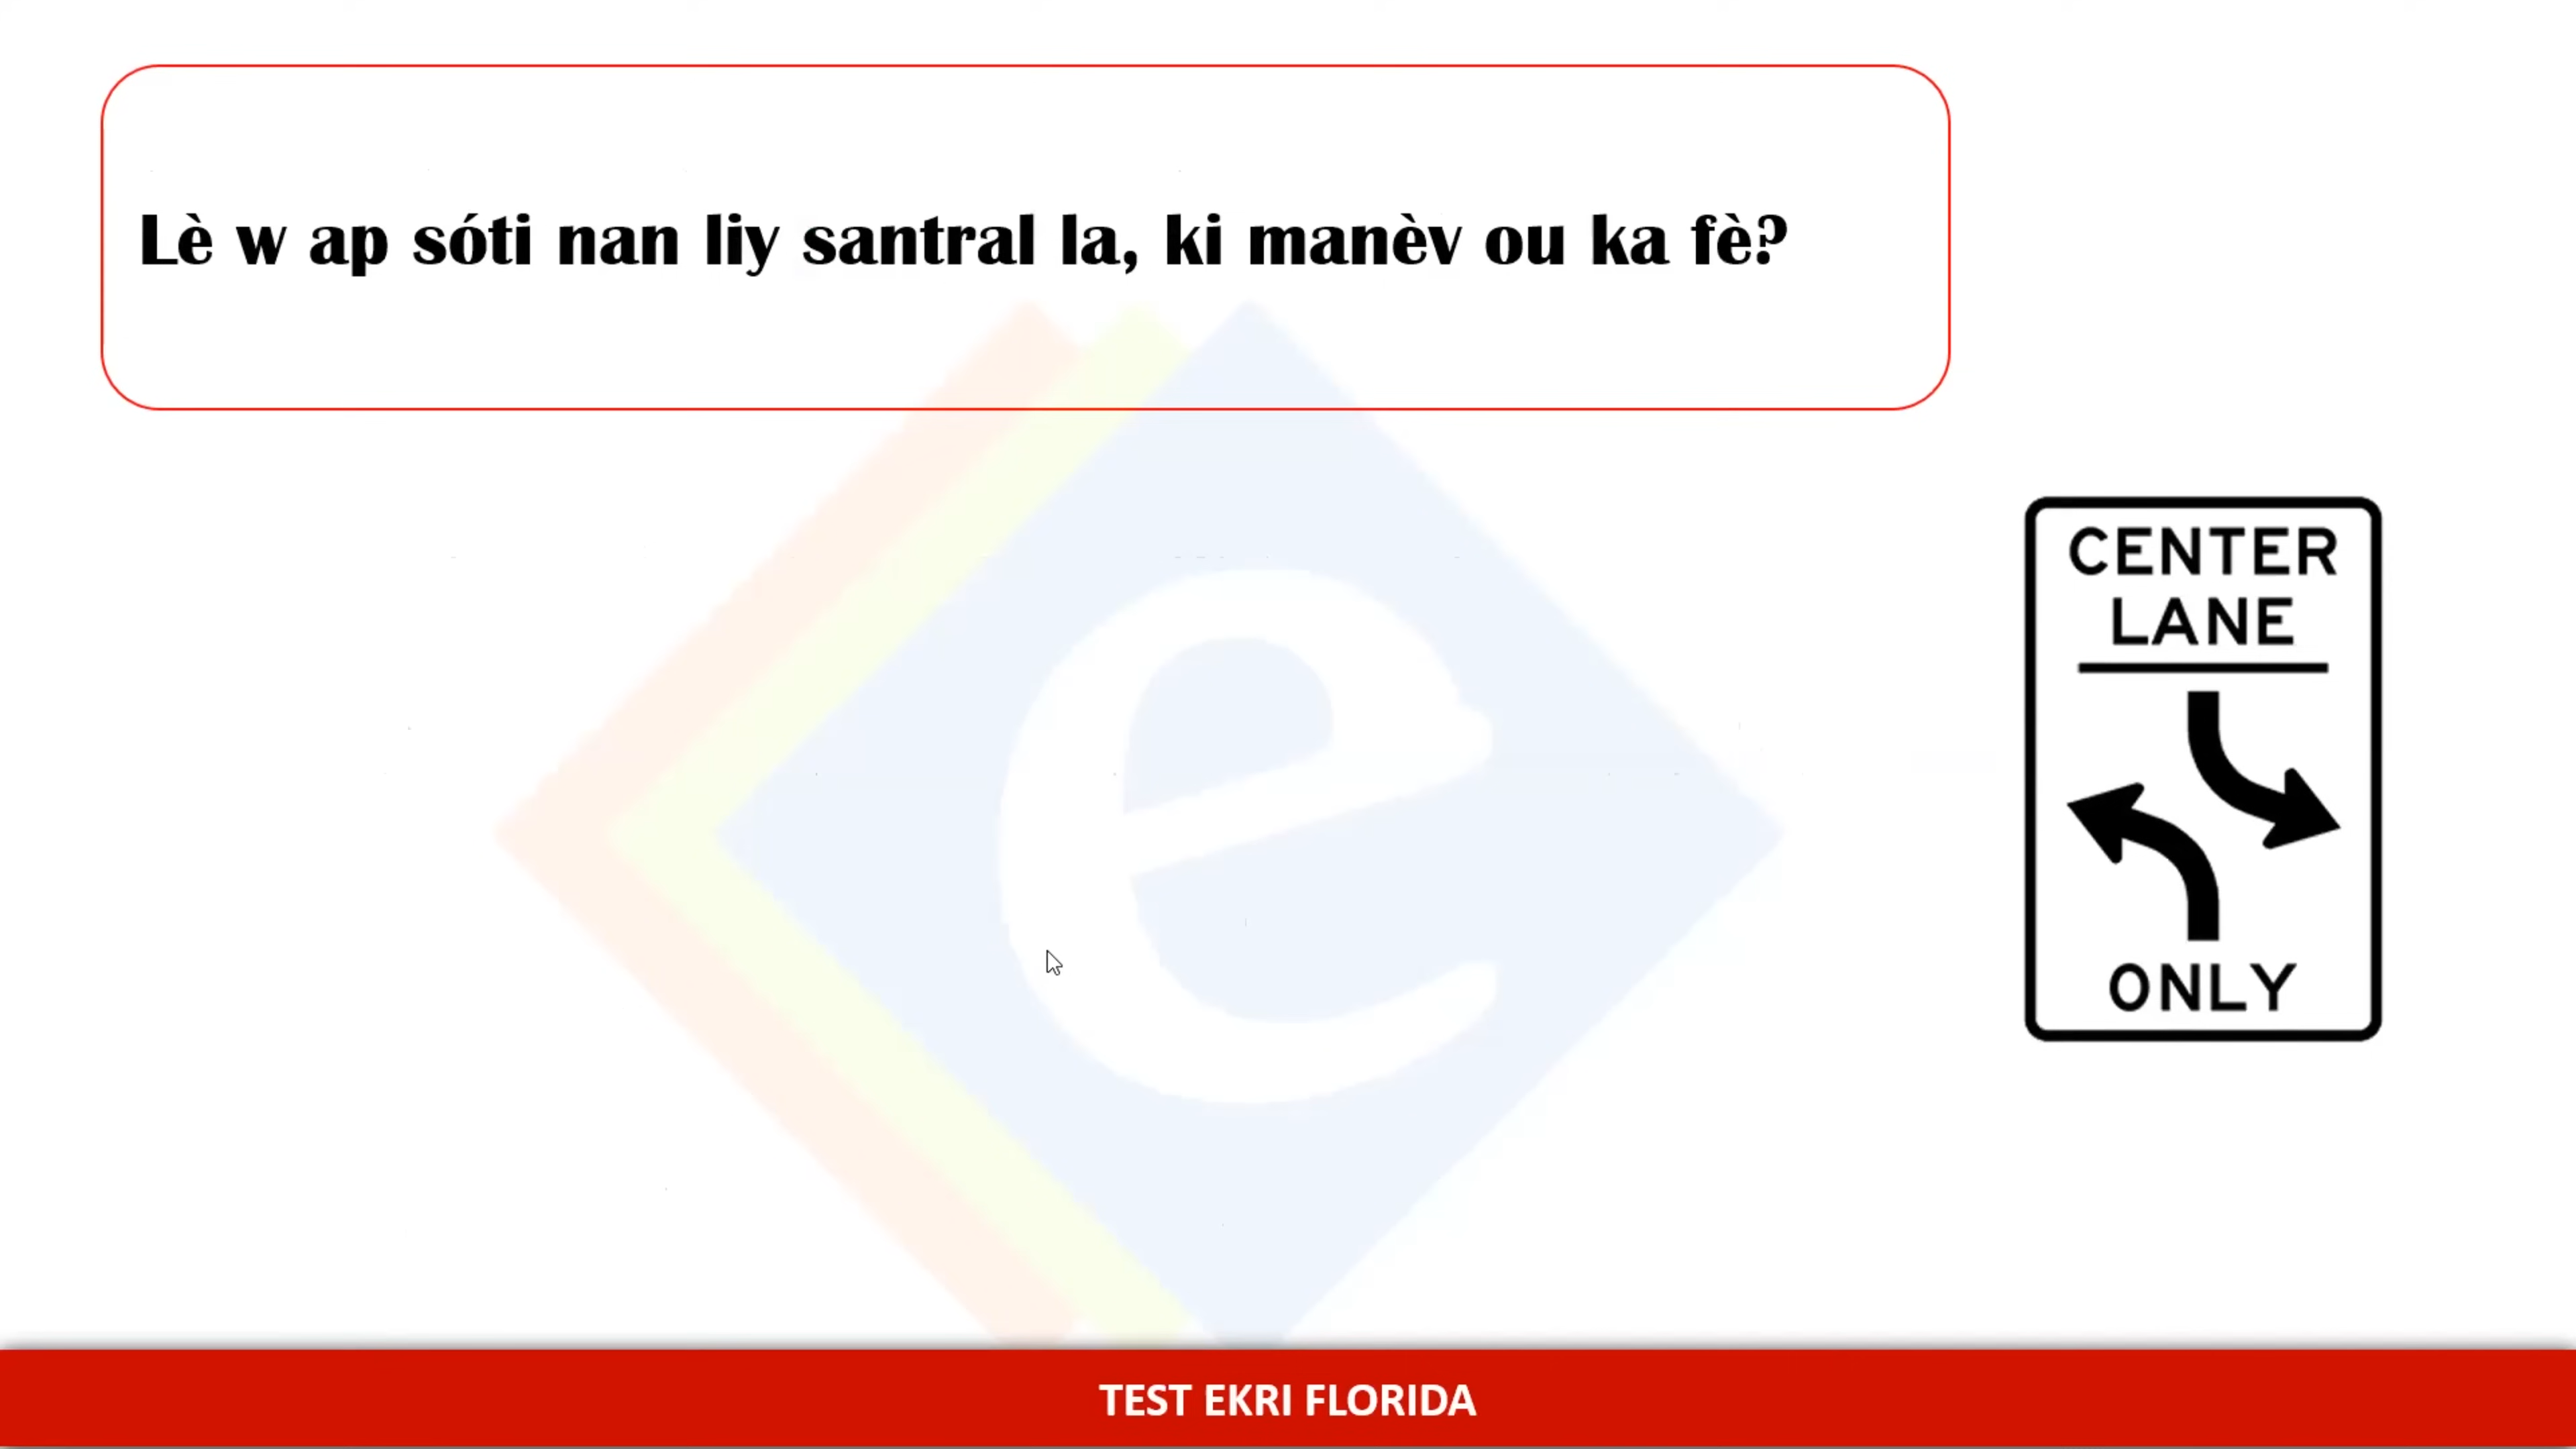 Lè w ap sóti nan liy santral la, ki manèv ou ka fè?
CENTER
LANE
ONLY
e
TEST EKRI FLORIDA